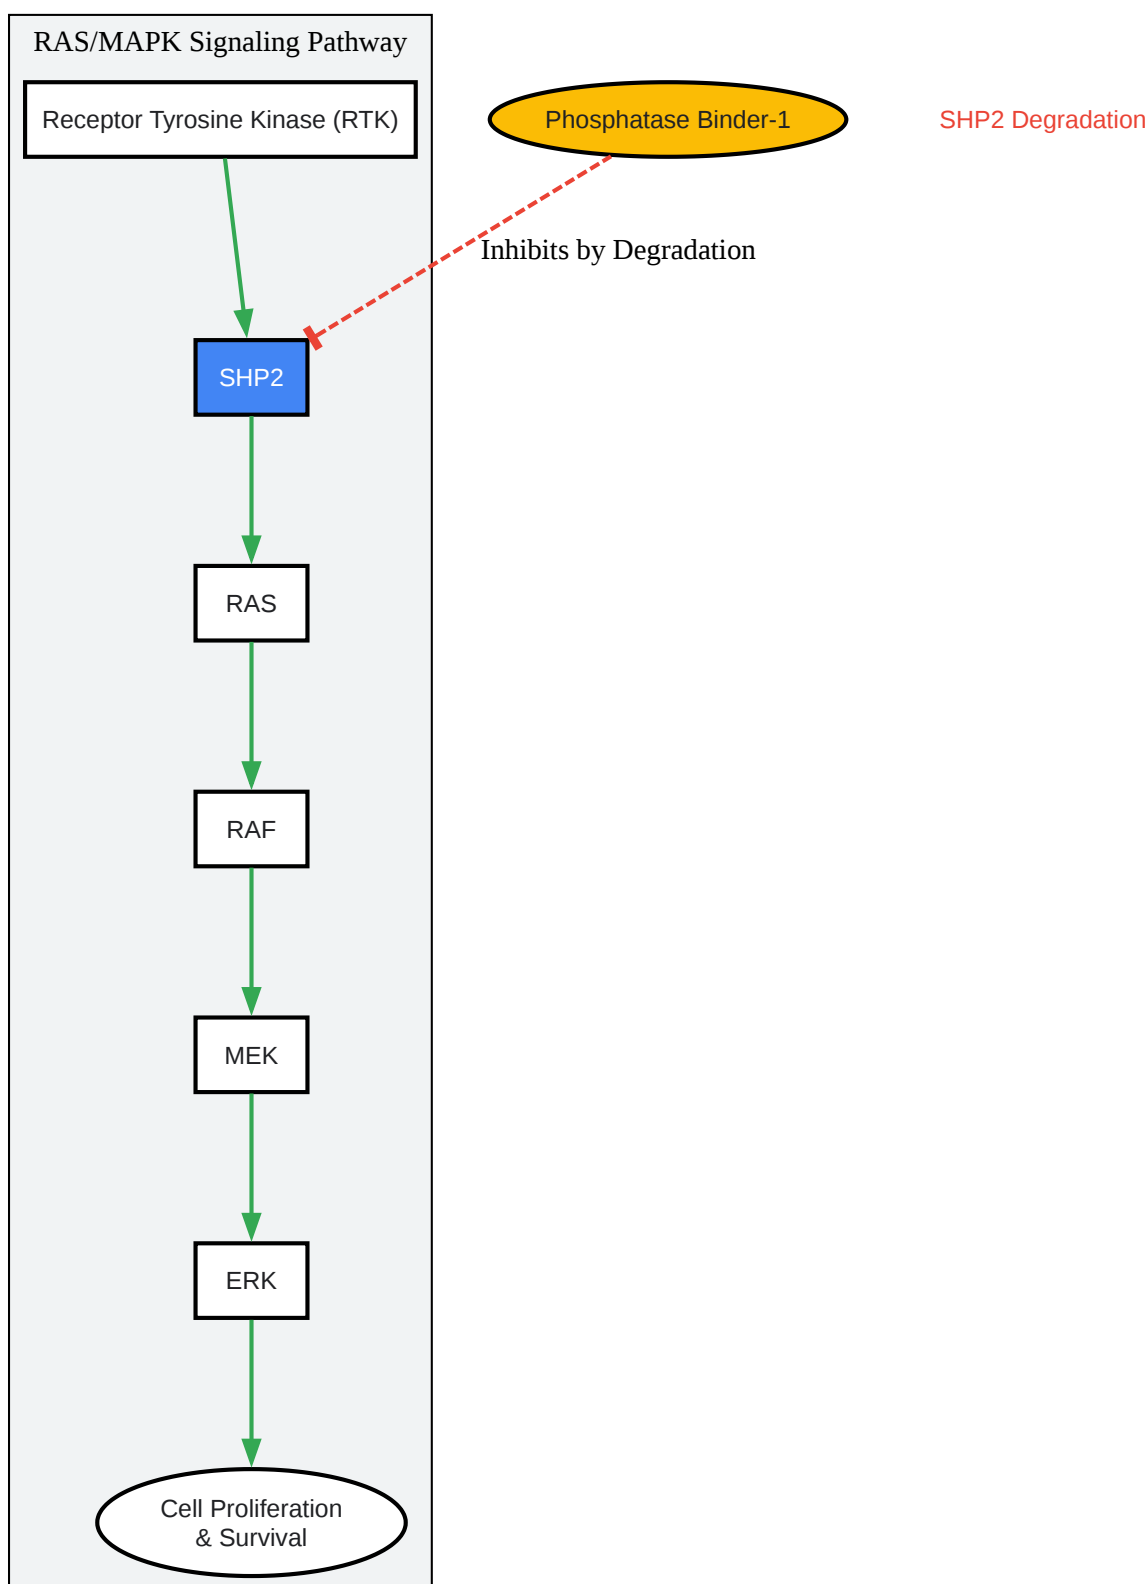 RAS/MAPK Signaling Pathway
Receptor Tyrosine Kinase (RTK)
Phosphatase Binder-1
SHP2 Degradation
Inhibits by Degradation
SHP2
RAS
RAF
MEK
ERK
Cell Proliferation
& Survival